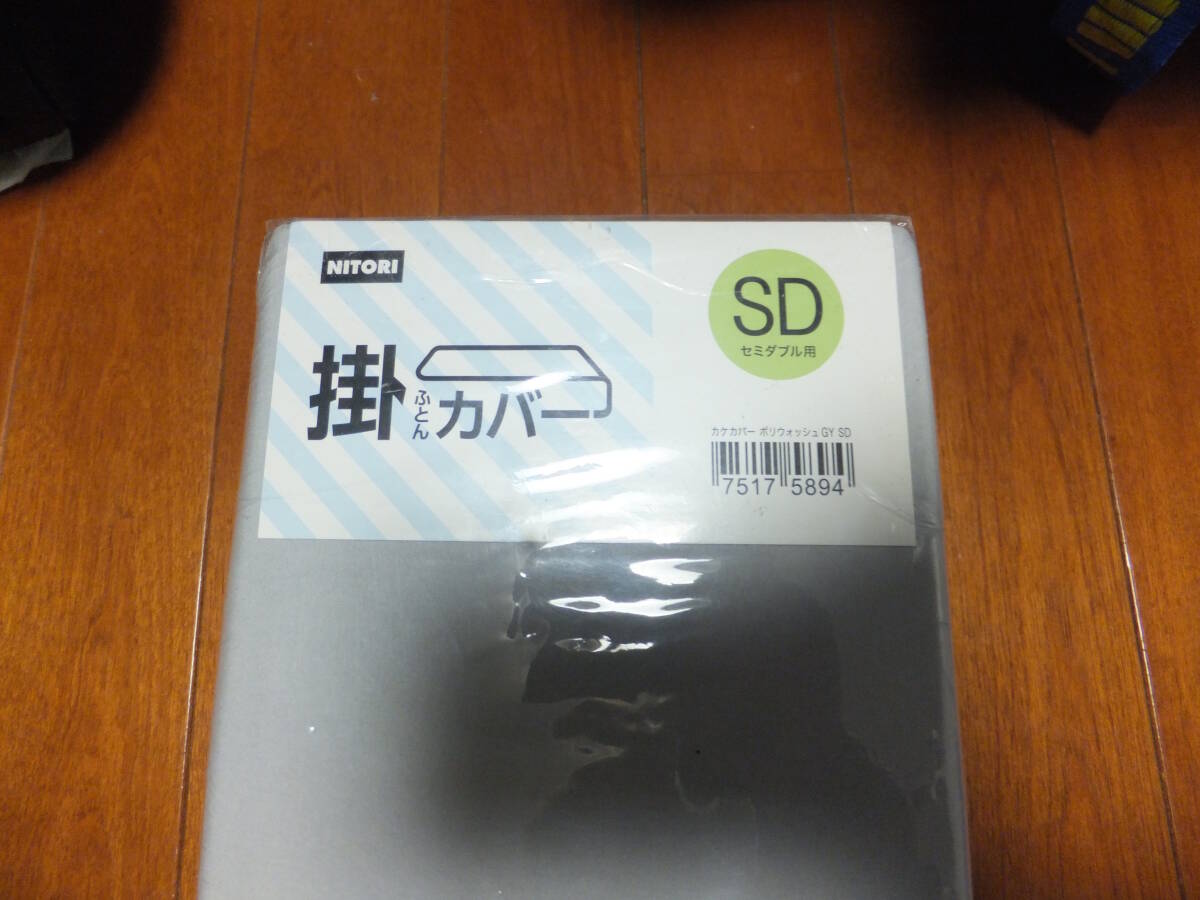 NITORI
SD
セミダブル用
掛ふとんカバー
カケカバー ポリウォッシュ GY SD
7517 5894